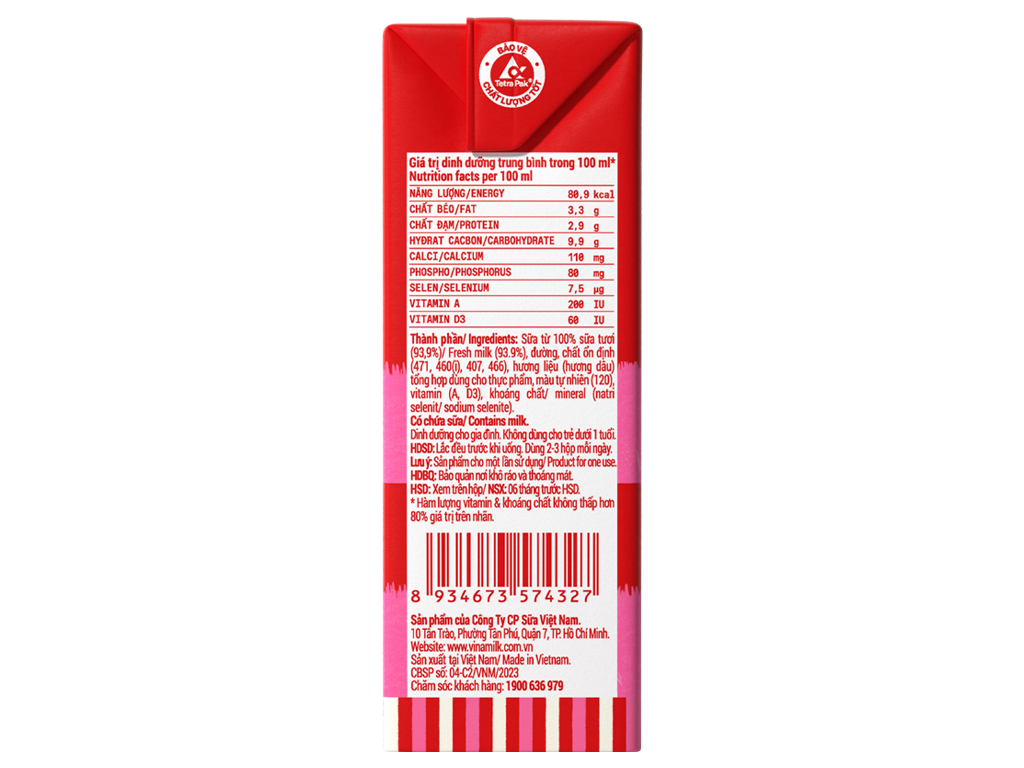 BẢO VỆ
Tetra Pak®
CHẤT LƯỢNG TỐT
Giá trị dinh dưỡng trung bình trong 100 ml*
Nutrition facts per 100 ml
NĂNG LƯỢNG/ENERGY 80,9 kcal
CHẤT BÉO/FAT 3,3 g
CHẤT ĐẠM/PROTEIN 2,9 g
HYĐRAT CACBON/CARBOHYDRATE 9,9 g
CALCI/CALCIUM 110 mg
PHOSPHO/PHOSPHORUS 80 mg
SELEN/SELENIUM 7,5 µg
VITAMIN A 200 IU
VITAMIN D3 60 IU
Thành phần/ Ingredients: Sữa từ 100% sữa tươi
(93,9%)/ Fresh milk (93.9%), đường, chất ổn định
(471, 460(i), 407, 466), hương liệu (hương dâu)
tổng hợp dùng cho thực phẩm, màu tự nhiên (120),
vitamin (A, D3), khoáng chất/ mineral (natri
selenit/ sodium selenite).
Có chứa sữa/ Contains milk.
Dinh dưỡng cho gia đình. Không dùng cho trẻ dưới 1 tuổi.
HDSD: Lắc đều trước khi uống. Dùng 2-3 hộp mỗi ngày.
Lưu ý: Sản phẩm cho một lần sử dụng/ Product for one use.
HDBQ: Bảo quản nơi khô ráo và thoáng mát.
HSD: Xem trên hộp/ NSX: 06 tháng trước HSD.
* Hàm lượng vitamin & khoáng chất không thấp hơn
80% giá trị trên nhãn.
8 934673 574327
Sản phẩm của Công Ty CP Sữa Việt Nam.
10 Tân Trào, Phường Tân Phú, Quận 7, TP. Hồ Chí Minh.
Website: www.vinamilk.com.vn
Sản xuất tại Việt Nam/ Made in Vietnam.
CBSP số: 04-C2/VNM/2023
Chăm sóc khách hàng: 1900 636 979